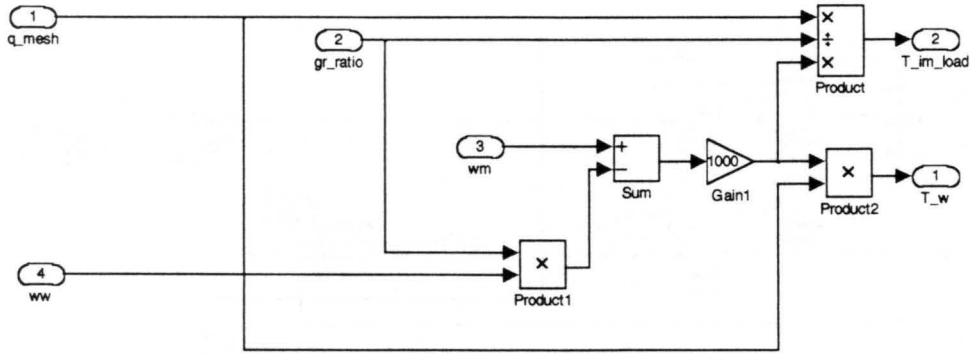 1
q_mesh
2
gr_ratio
×
÷
×
Product
2
T_im_load
3
wm
+
−
Sum
1000
Gain1
×
Product2
1
T_w
4
ww
×
Product1